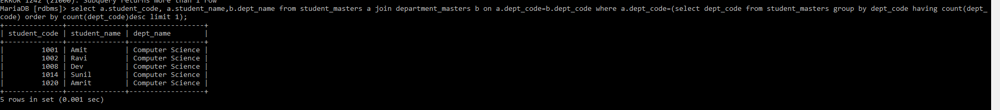 ERROR 1242 (21000): Subquery returns more than 1 row
MariaDB [rdbms]> select a.student_code, a.student_name,b.dept_name from student_masters a join department_masters b on a.dept_code=b.dept_code where a.dept_code=(select dept_code from student_masters group by dept_code having count(dept_
code) order by count(dept_code)desc limit 1);
+--------------+--------------+------------------+
| student_code | student_name | dept_name        |
+--------------+--------------+------------------+
|         1001 | Amit         | Computer Science |
|         1002 | Ravi         | Computer Science |
|         1008 | Dev          | Computer Science |
|         1014 | Sunil        | Computer Science |
|         1020 | Amrit        | Computer Science |
+--------------+--------------+------------------+
5 rows in set (0.001 sec)